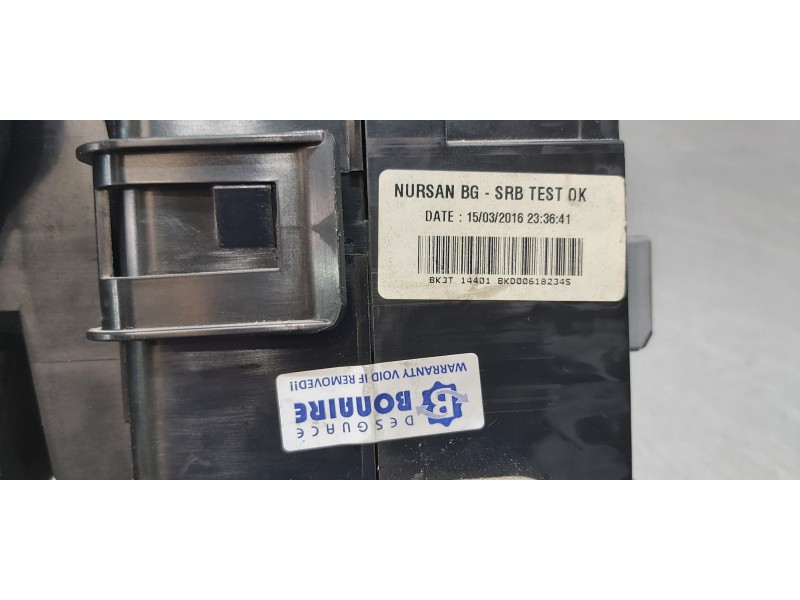 NURSAN BG - SRB TEST OK
DATE : 15/03/2016 23:36:41
BK3T 14401 BKD006182345
DESGUACE
BONAIRE
WARRANTY VOID IF REMOVED!!